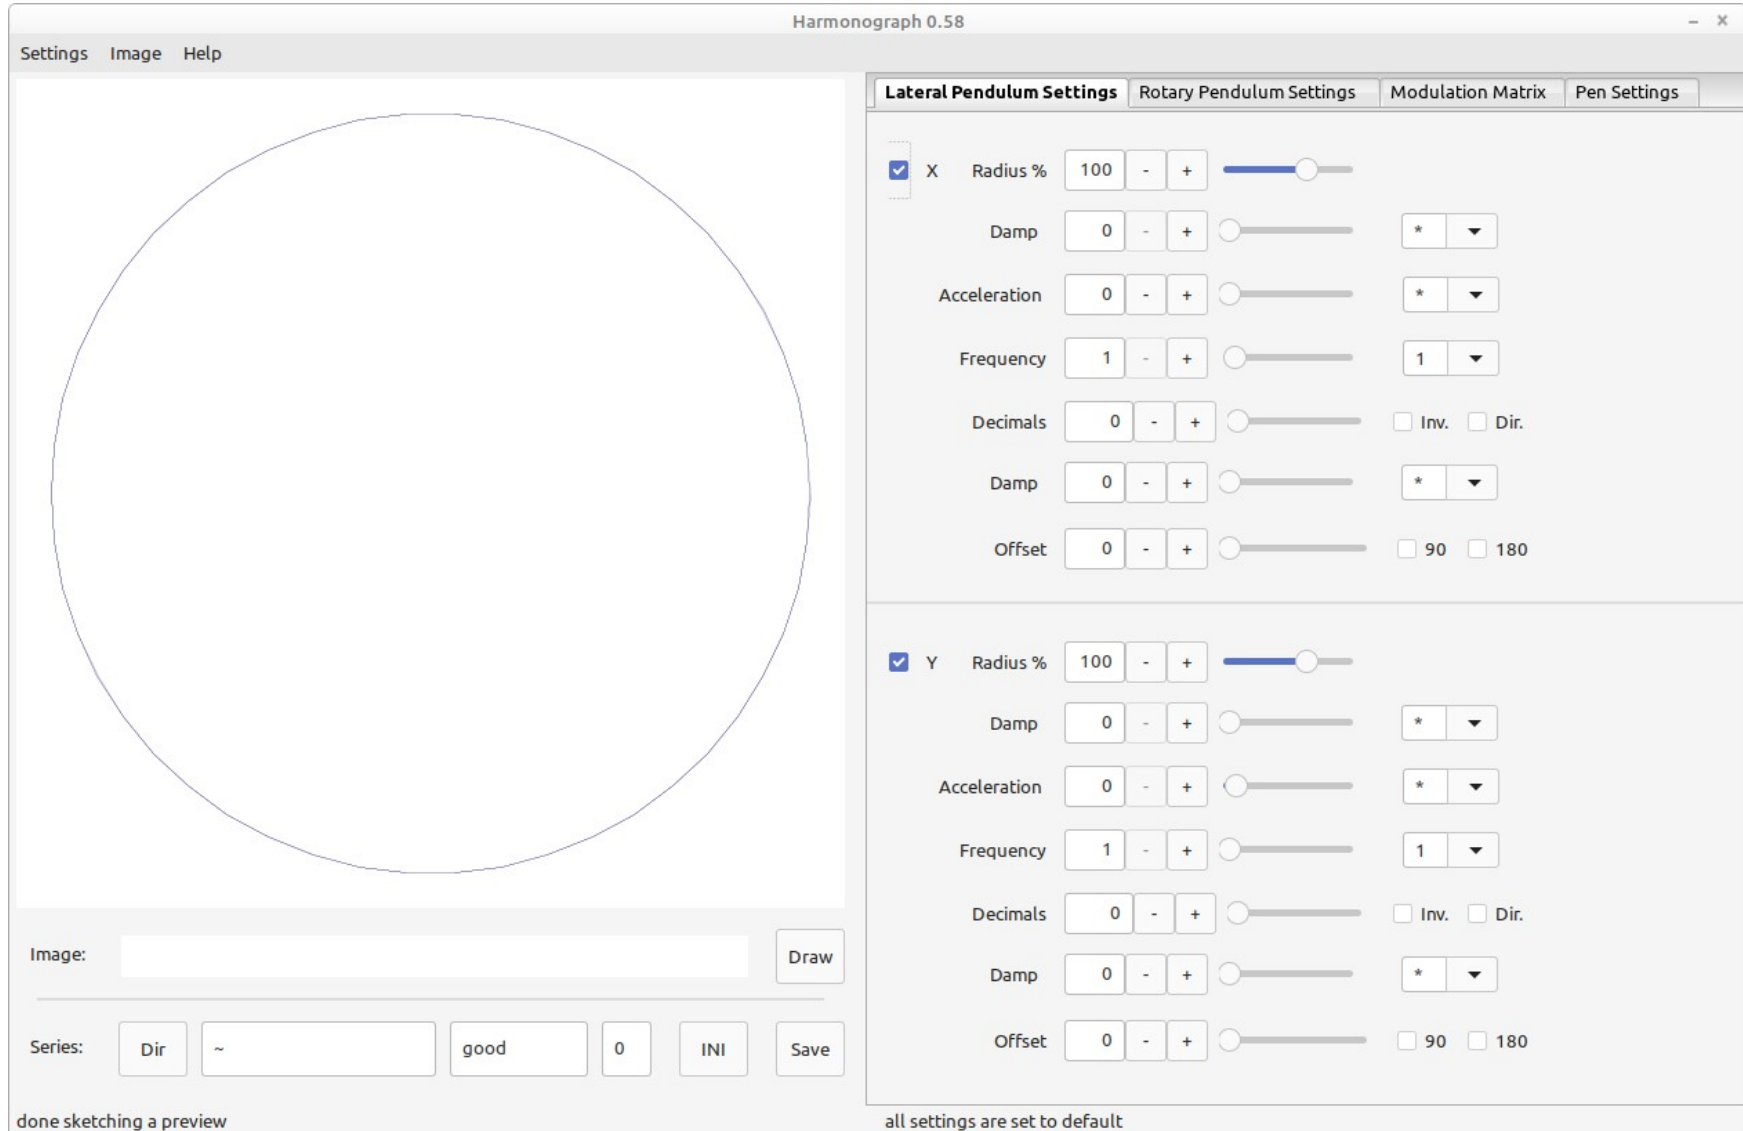 Harmonograph 0.58
Settings Image Help
Lateral Pendulum Settings Rotary Pendulum Settings Modulation Matrix Pen Settings
X Radius % 100 - +
Damp 0 - + *
Acceleration 0 - + *
Frequency 1 - + 1
Decimals 0 - + Inv. Dir.
Damp 0 - + *
Offset 0 - + 90 180
Y Radius % 100 - +
Damp 0 - + *
Acceleration 0 - + *
Frequency 1 - + 1
Decimals 0 - + Inv. Dir.
Damp 0 - + *
Offset 0 - + 90 180
Image: Draw
Series: Dir ~ good 0 INI Save
done sketching a preview
all settings are set to default